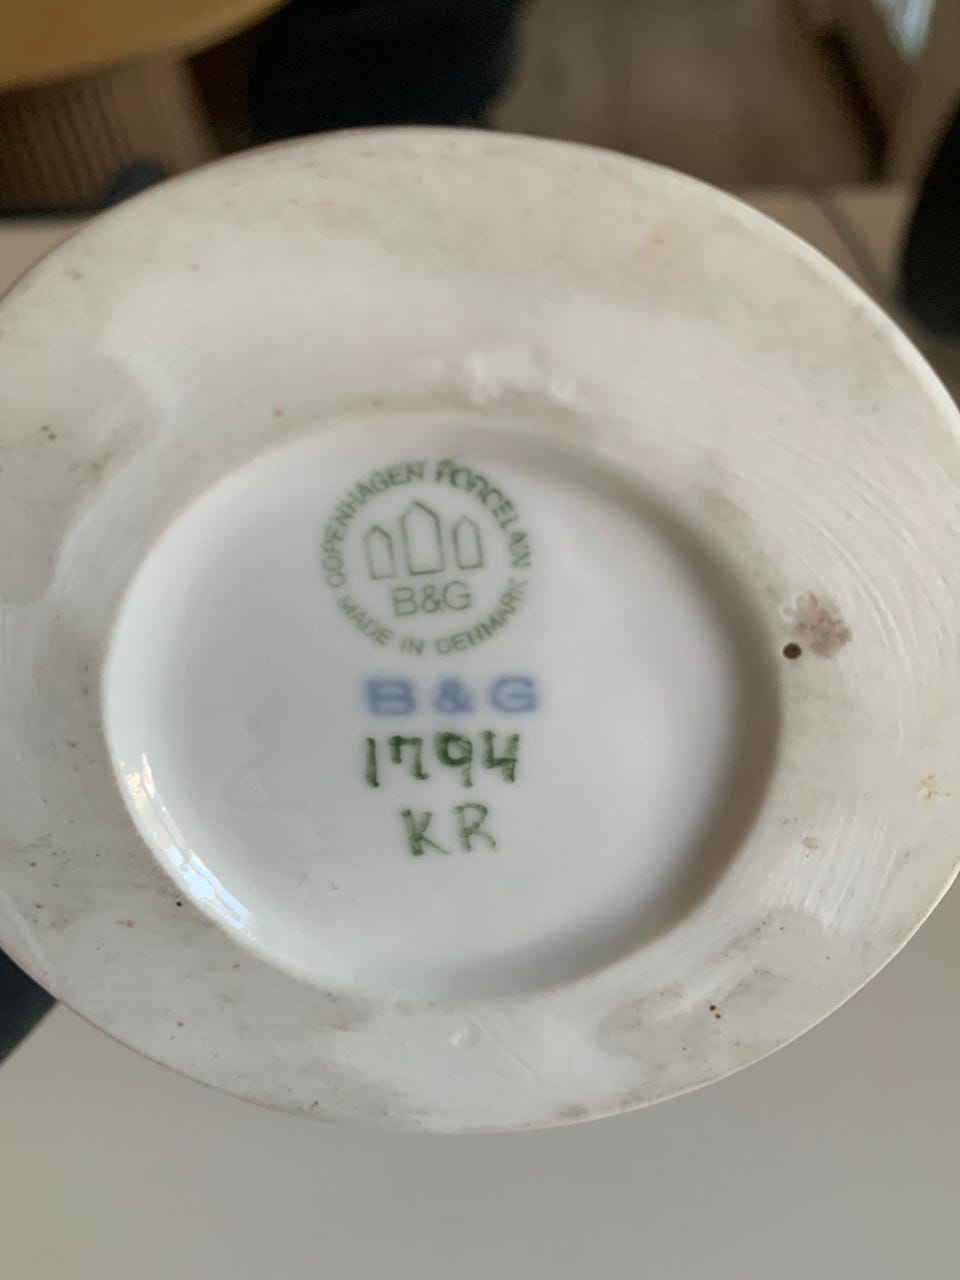 COPENHAGEN PORCELAIN
B&G
MADE IN DENMARK
B & G
1794
KR